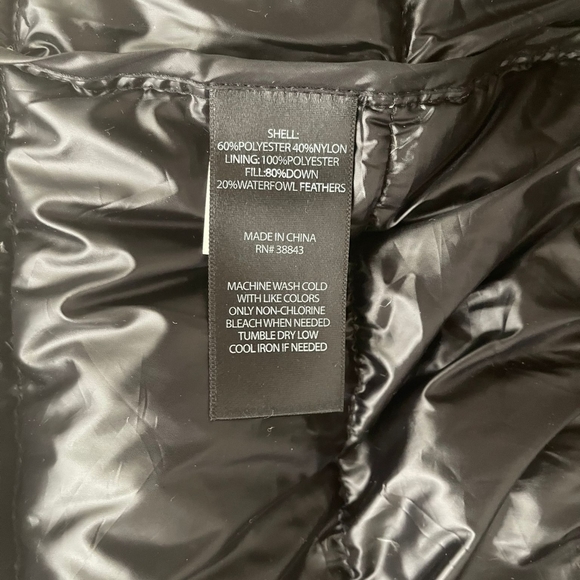 SHELL:
60%POLYESTER 40%NYLON
LINING: 100%POLYESTER
FILL:80%DOWN
20%WATERFOWL FEATHERS
MADE IN CHINA
RN# 38843
MACHINE WASH COLD
WITH LIKE COLORS
ONLY NON-CHLORINE
BLEACH WHEN NEEDED
TUMBLE DRY LOW
COOL IRON IF NEEDED